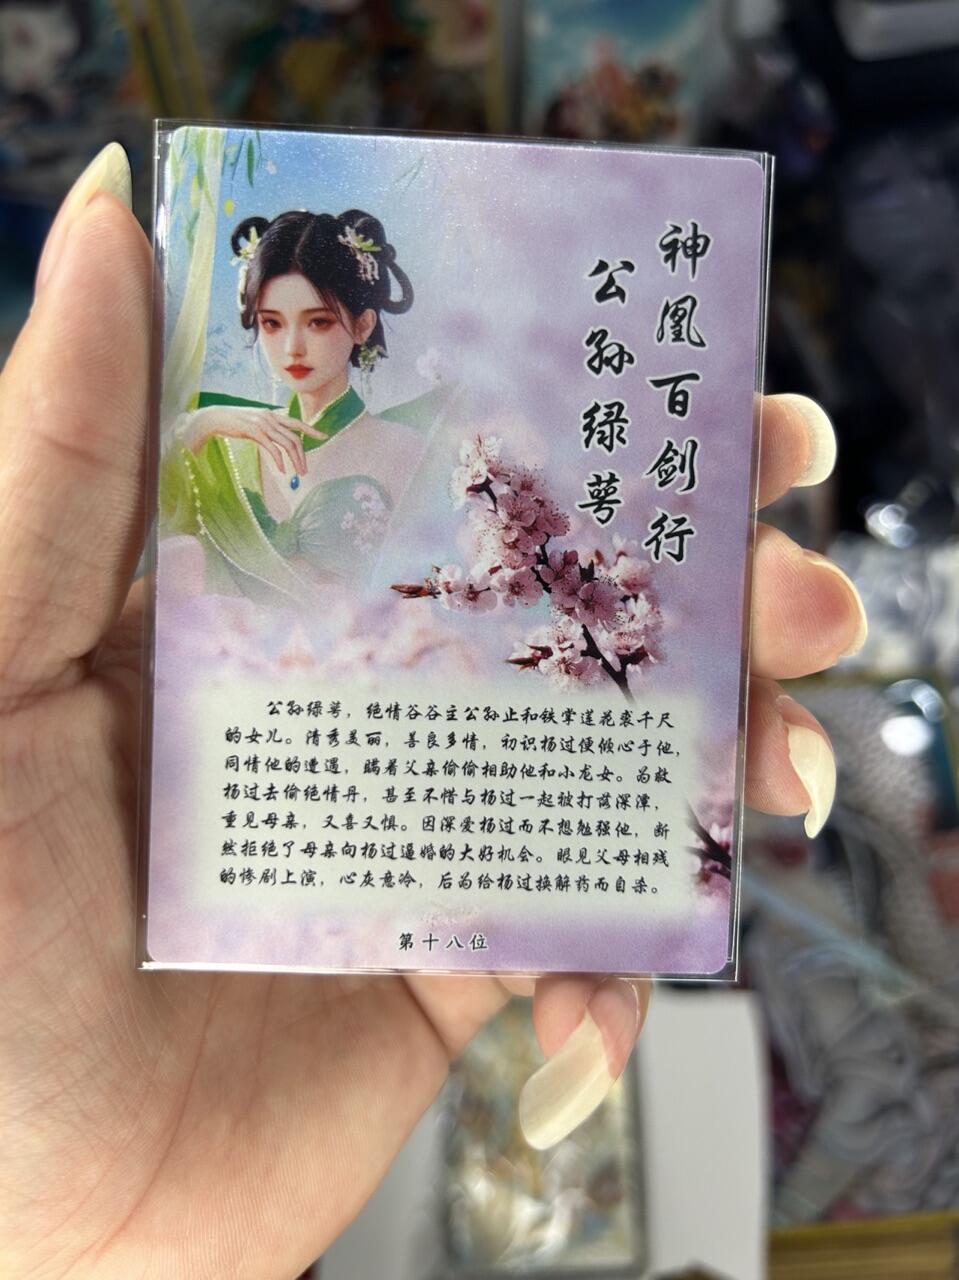 神凰百剑行
公孙绿萼
公孙绿萼，绝情谷谷主公孙止和铁掌莲花裘千尺
的女儿。清秀美丽，善良多情，初识杨过便倾心于他，
同情他的遭遇，瞒着父亲偷偷相助他和小龙女。为救
杨过去偷绝情丹，甚至不惜与杨过一起被打落深潭，
重见母亲，又喜又惧。因深爱杨过而不想勉强他，断
然拒绝了母亲向杨过逼婚的大好机会。眼见父母相残
的惨剧上演，心灰意冷，后为给杨过换解药而自杀。
第十八位